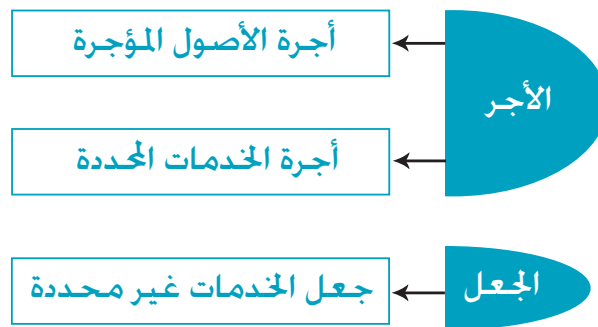 أجرة الأصول المؤجرة
الأجر
أجرة الخدمات المحددة
الجعل
جعل الخدمات غير محددة